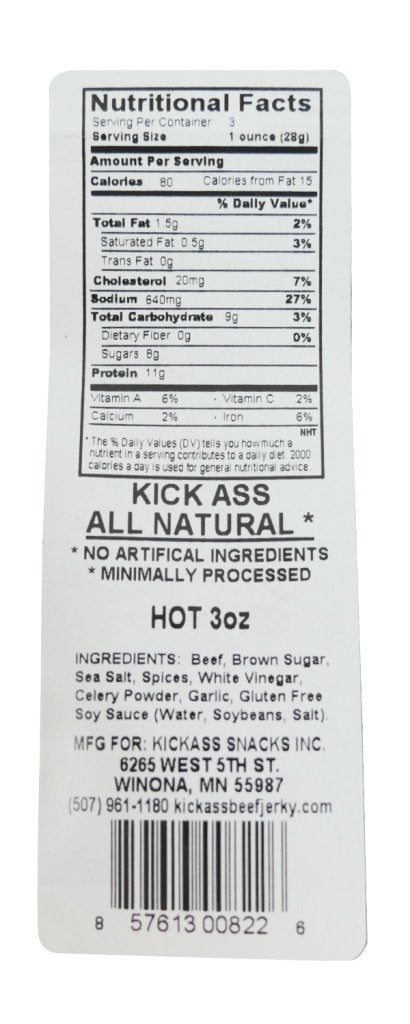 Nutritional Facts
Serving Per Container 3
Serving Size 1 ounce (28g)
Amount Per Serving
Calories 80 Calories from Fat 15
% Daily Value*
Total Fat 1.5g 2%
Saturated Fat 0.5g 3%
Trans Fat 0g
Cholesterol 20mg 7%
Sodium 640mg 27%
Total Carbohydrate 9g 3%
Dietary Fiber 0g 0%
Sugars 8g
Protein 11g
Vitamin A 6% · Vitamin C 2%
Calcium 2% · Iron 6%
NHT
* The % Daily Values (DV) tells you how much a
nutrient in a serving contributes to a daily diet. 2000
calories a day is used for general nutritional advice
KICK ASS
ALL NATURAL *
* NO ARTIFICAL INGREDIENTS
* MINIMALLY PROCESSED
HOT 3oz
INGREDIENTS: Beef, Brown Sugar,
Sea Salt, Spices, White Vinegar,
Celery Powder, Garlic, Gluten Free
Soy Sauce (Water, Soybeans, Salt).
MFG FOR: KICKASS SNACKS INC.
6265 WEST 5TH ST.
WINONA, MN 55987
(507) 961-1180 kickassbeefjerky.com
8 57613 00822 6